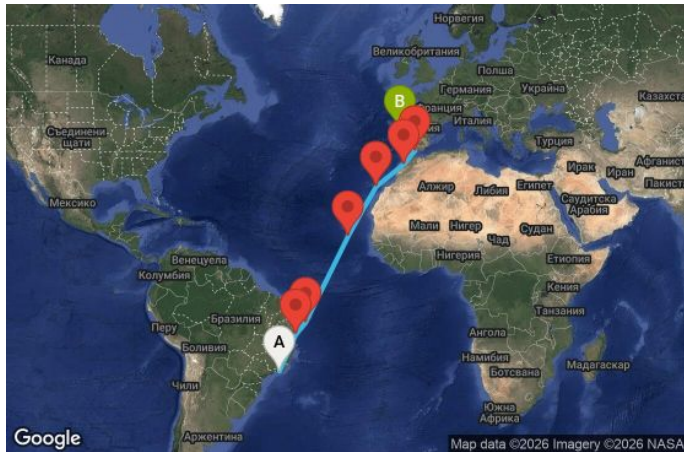 Норвегия
Канада
Великобритания
Полша
Германия
Украйна
Казахста
B
Франция
Италия
Съединени
щати
Турция
Ирак
Афганист
Иран
Пакист
Мексико
Алжир
Либия
Египет
Саудитска
Арабия
Мали
Нигер
Чад
Судан
Венецуела
Колумбия
Нигерия
Етиопия
Кения
Бразилия
Танзания
Перу
A
Боливия
Ангола
Намибия
Ботсвана
Мадагаскар
Чили
Южна
Африка
Аржентина
Google
Map data ©2026 Imagery ©2026 NASA